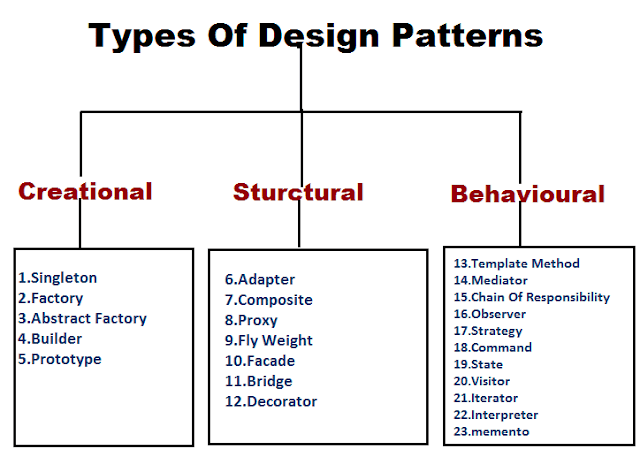 Types Of Design Patterns
Creational
Sturctural
Behavioural
1.Singleton
2.Factory
3.Abstract Factory
4.Builder
5.Prototype
6.Adapter
7.Composite
8.Proxy
9.Fly Weight
10.Facade
11.Bridge
12.Decorator
13.Template Method
14.Mediator
15.Chain Of Responsibility
16.Observer
17.Strategy
18.Command
19.State
20.Visitor
21.Iterator
22.Interpreter
23.memento